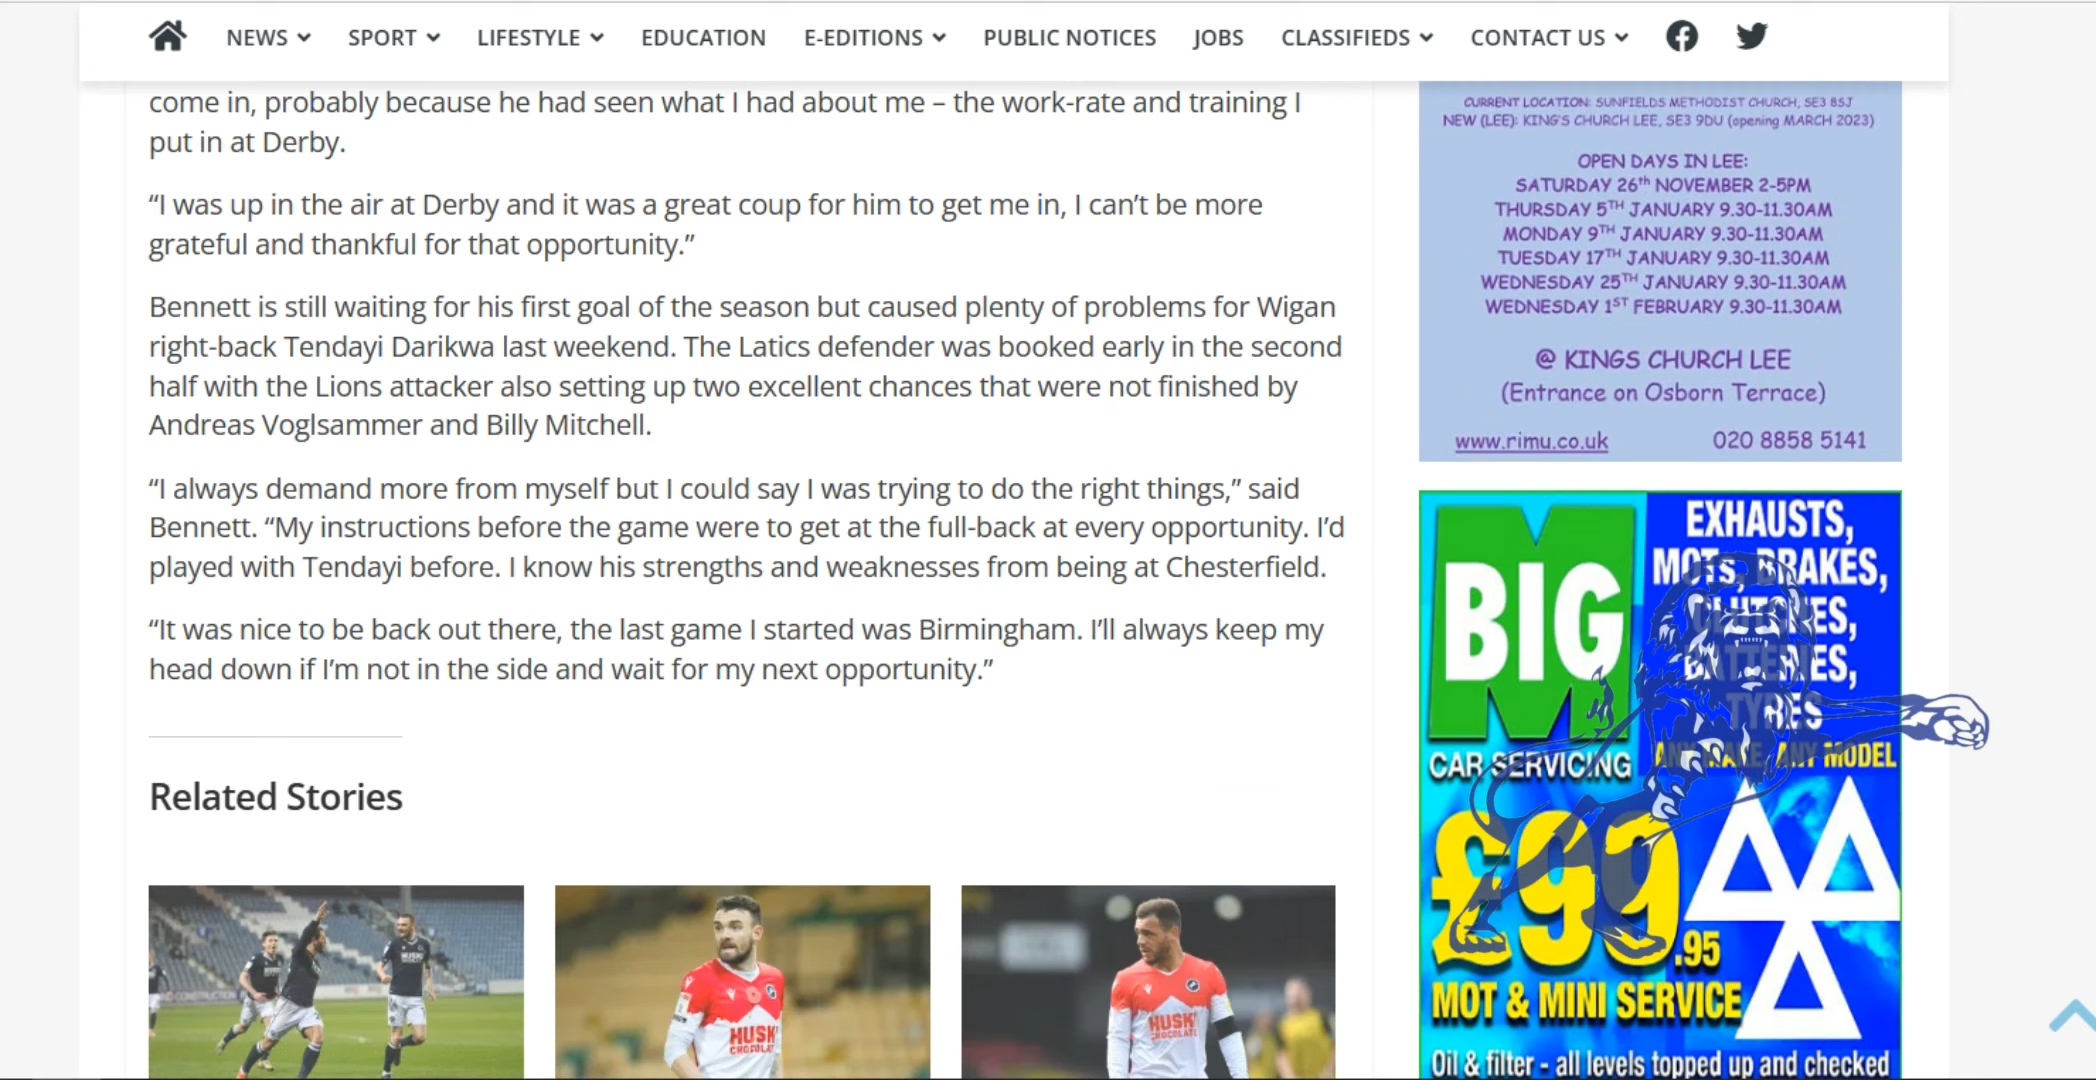 NEWS SPORT LIFESTYLE EDUCATION E-EDITIONS PUBLIC NOTICES JOBS CLASSIFIEDS CONTACT US
come in, probably because he had seen what I had about me – the work-rate and training I
put in at Derby.
“I was up in the air at Derby and it was a great coup for him to get me in, I can’t be more
grateful and thankful for that opportunity.”
Bennett is still waiting for his first goal of the season but caused plenty of problems for Wigan
right-back Tendayi Darikwa last weekend. The Latics defender was booked early in the second
half with the Lions attacker also setting up two excellent chances that were not finished by
Andreas Voglsammer and Billy Mitchell.
“I always demand more from myself but I could say I was trying to do the right things,” said
Bennett. “My instructions before the game were to get at the full-back at every opportunity. I’d
played with Tendayi before. I know his strengths and weaknesses from being at Chesterfield.
“It was nice to be back out there, the last game I started was Birmingham. I’ll always keep my
head down if I’m not in the side and wait for my next opportunity.”
Related Stories
HUSK
HUSK
CHOCOLAT
HUSK
CHOCOLATE
CURRENT LOCATION: SUNFIELDS METHODIST CHURCH, SE3 8SJ
NEW (LEE): KING'S CHURCH LEE, SE3 9DU (opening MARCH 2023)
OPEN DAYS IN LEE:
SATURDAY 26th NOVEMBER 2-5PM
THURSDAY 5TH JANUARY 9.30-11.30AM
MONDAY 9TH JANUARY 9.30-11.30AM
TUESDAY 17TH JANUARY 9.30-11.30AM
WEDNESDAY 25TH JANUARY 9.30-11.30AM
WEDNESDAY 1ST FEBRUARY 9.30-11.30AM
@ KINGS CHURCH LEE
(Entrance on Osborn Terrace)
www.rimu.co.uk 020 8858 5141
BIG
CAR SERVICING
EXHAUSTS,
MOTS, BRAKES,
CLUTCHES,
BATTERIES,
TYRES
ANY MAKE, ANY MODEL
£99.95
MOT & MINI SERVICE
Oil & filter - all levels topped up and checked